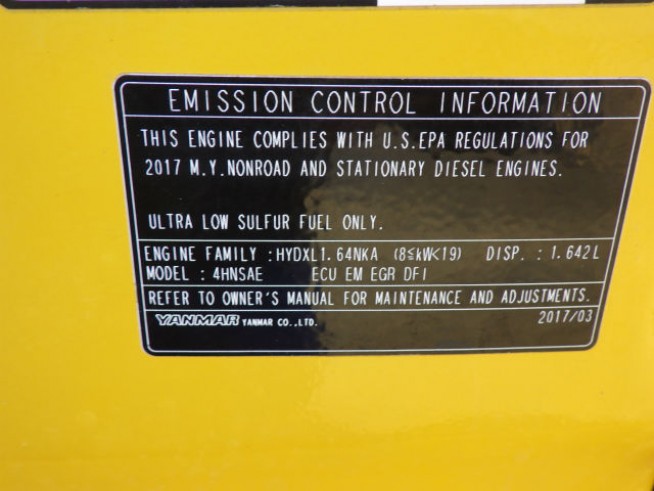 EMISSION CONTROL INFORMATION
THIS ENGINE COMPLIES WITH U.S.EPA REGULATIONS FOR
2017 M.Y.NONROAD AND STATIONARY DIESEL ENGINES.
ULTRA LOW SULFUR FUEL ONLY.
ENGINE FAMILY :HYDXL1.64NKA (8≦kW<19) DISP. : 1.642L
MODEL : 4HNSAE ECU EM EGR DFI
REFER TO OWNER'S MANUAL FOR MAINTENANCE AND ADJUSTMENTS.
YANMAR YANMAR CO.,LTD. 2017/03